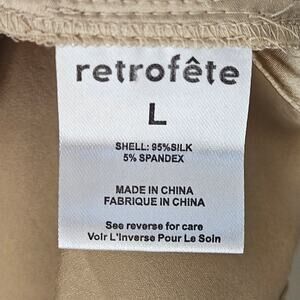 retrofête
L
SHELL: 95%SILK
5% SPANDEX
MADE IN CHINA
FABRIQUE IN CHINA
See reverse for care
Voir L'Inverse Pour Le Soin